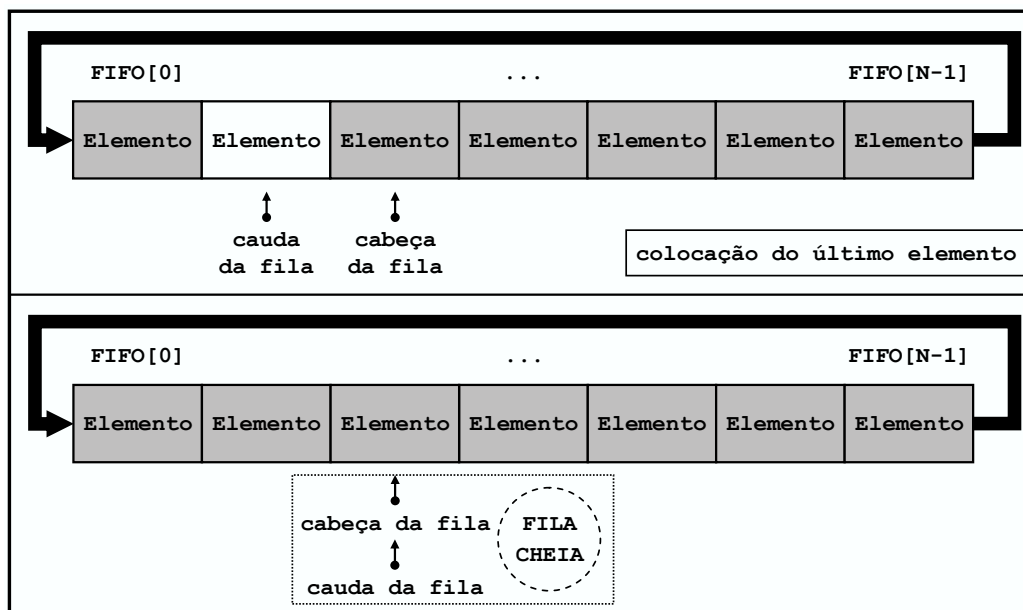 FIFO[0] ... FIFO[N-1]
Elemento Elemento Elemento Elemento Elemento Elemento Elemento
cauda cabeça
da fila da fila
colocação do último elemento
FIFO[0] ... FIFO[N-1]
Elemento Elemento Elemento Elemento Elemento Elemento Elemento
cabeça da fila FILA
CHEIA
cauda da fila